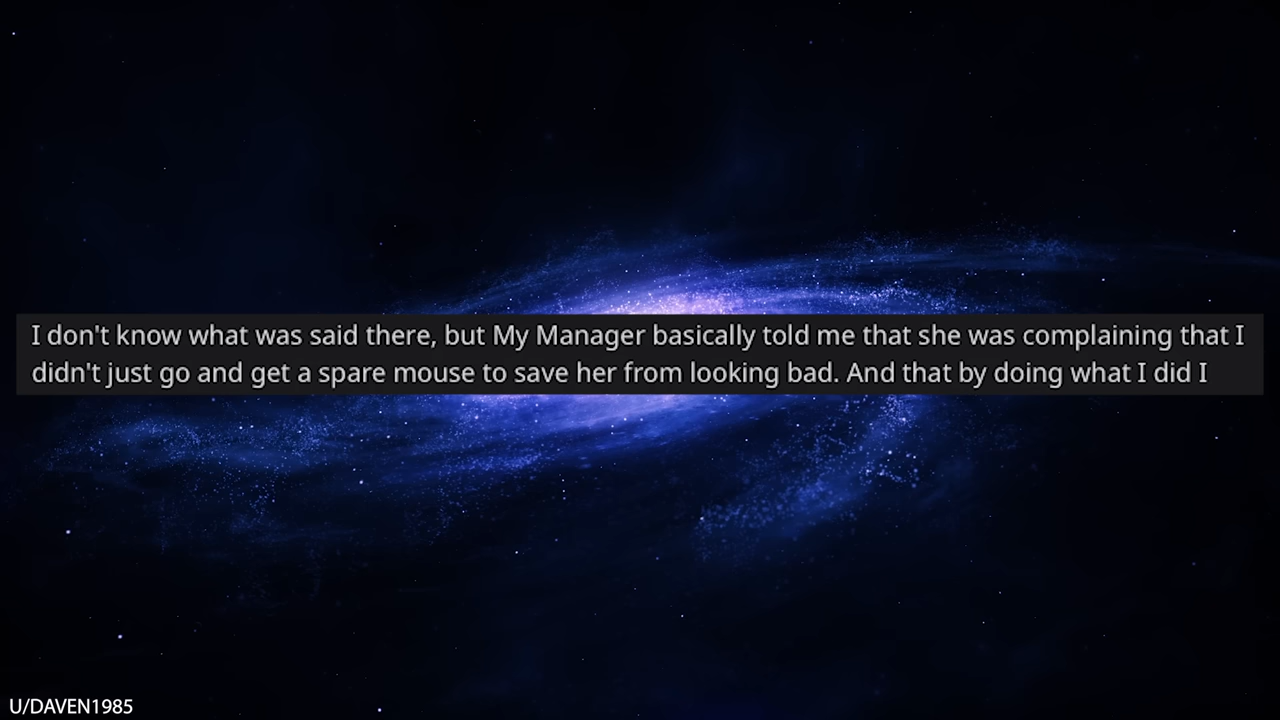 I don't know what was said there, but My Manager basically told me that she was complaining that I
didn't just go and get a spare mouse to save her from looking bad. And that by doing what I did I
U/DAVEN1985